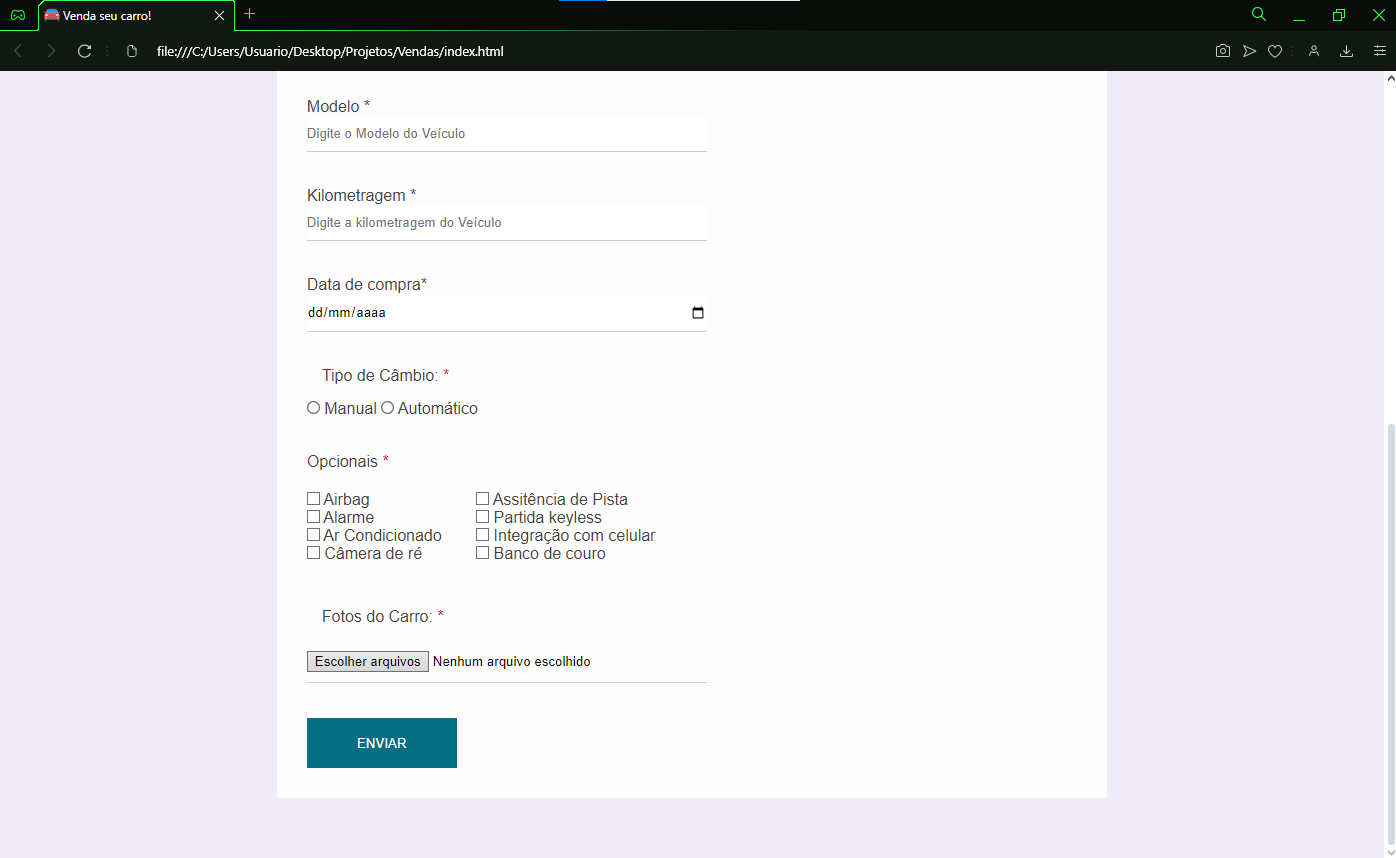 Venda seu carro!
file:///C:/Users/Usuario/Desktop/Projetos/Vendas/index.html
Modelo *
Digite o Modelo do Veículo
Kilometragem *
Digite a kilometragem do Veículo
Data de compra*
dd/mm/aaaa
Tipo de Câmbio: *
Manual Automático
Opcionais *
Airbag Assitência de Pista
Alarme Partida keyless
Ar Condicionado Integração com celular
Câmera de ré Banco de couro
Fotos do Carro: *
Escolher arquivos Nenhum arquivo escolhido
ENVIAR